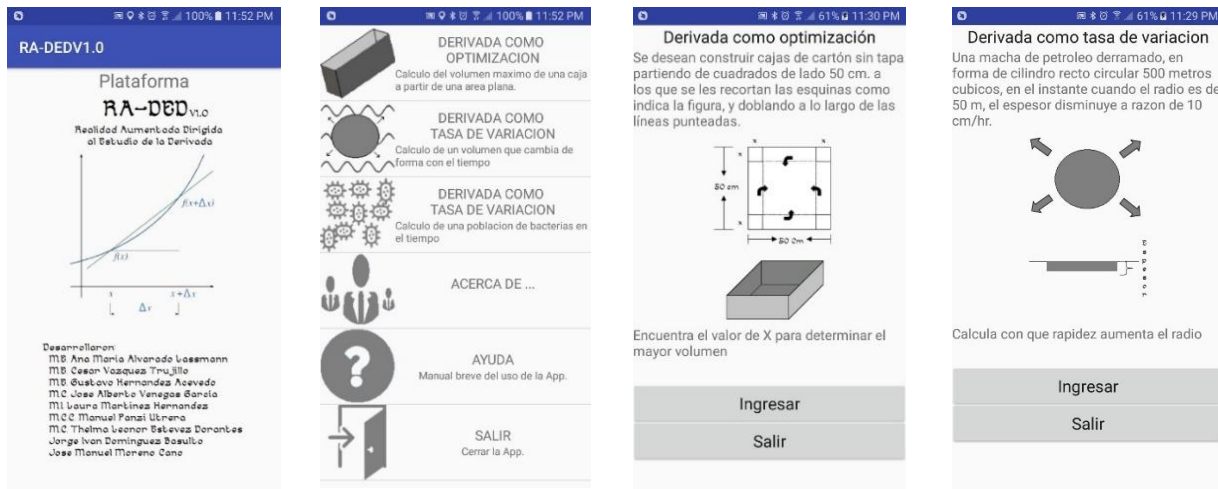 100% 11:52 PM
RA-DEDV1.0
Plataforma
RA-DED V1.0
Realidad Aumentada Dirigida
al Estudio de la Derivada
f(x+Δx)
f(x)
x
x+Δx
Δx
Desarrollaron:
M.B. Ana Maria Alvarado Lassmann
M.B. Cesar Vazquez Trujillo
M.B. Gustavo Hernandez Acevedo
M.C. Jose Alberto Venegas Garcia
M.I Laura Martinez Hernandez
M.C.C. Manuel Panzi Utrera
M.C. Thelma Leonor Estevez Dorantes
Jorge Ivan Dominguez Basulto
Jose Manuel Moreno Cano
100% 11:52 PM
DERIVADA COMO
OPTIMIZACION
Calculo del volumen maximo de una caja
a partir de una area plana.
DERIVADA COMO
TASA DE VARIACION
Calculo de un volumen que cambia de
forma con el tiempo
DERIVADA COMO
TASA DE VARIACION
Calculo de una poblacion de bacterias en
el tiempo
ACERCA DE ...
?
AYUDA
Manual breve del uso de la App.
SALIR
Cerrar la App.
61% 11:30 PM
Derivada como optimización
Se desean construir cajas de cartón sin tapa
partiendo de cuadrados de lado 50 cm. a
los que se les recortan las esquinas como
indica la figura, y doblando a lo largo de las
líneas punteadas.
x x
x
50 cm
x
50 cm
Encuentra el valor de X para determinar el
mayor volumen
Ingresar
Salir
61% 11:29 PM
Derivada como tasa de variacion
Una macha de petroleo derramado, en
forma de cilindro recto circular 500 metros
cubicos, en el instante cuando el radio es de
50 m, el espesor disminuye a razon de 10
cm/hr.
Espesor
Calcula con que rapidez aumenta el radio
Ingresar
Salir